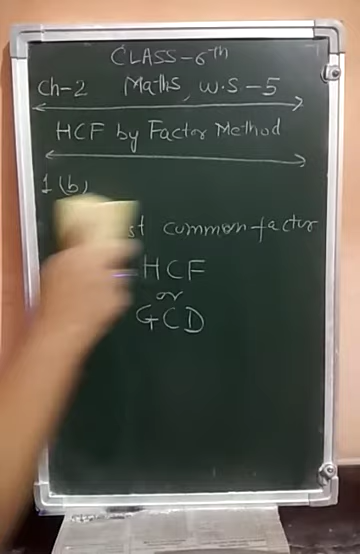 CLASS-6th
Ch-2 Maths, W.S-5
HCF by Factor Method
1 (b)
st common factor
- HCF
or
GCD